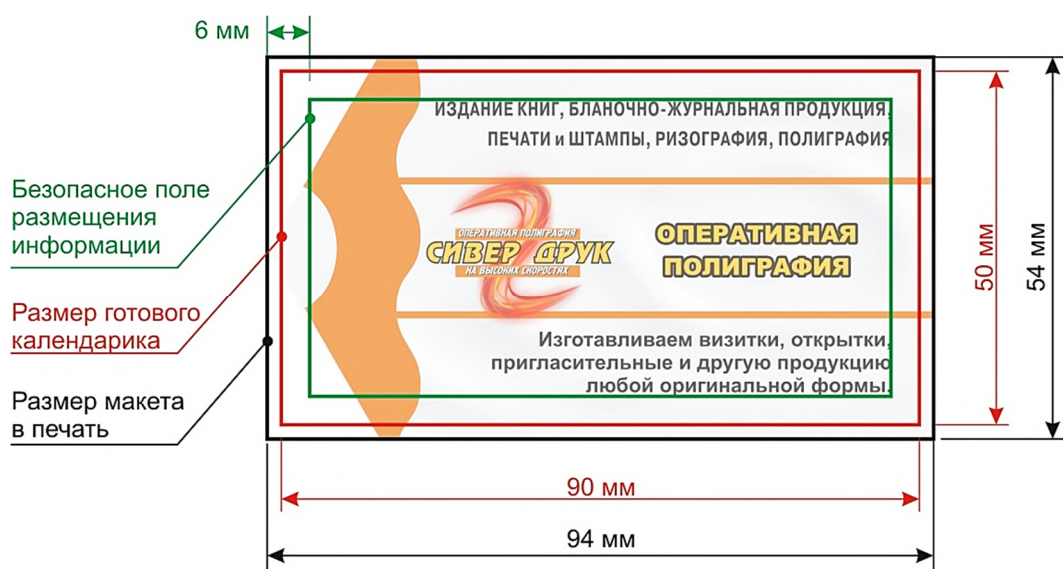 6 мм
ИЗДАНИЕ КНИГ, БЛАНОЧНО-ЖУРНАЛЬНАЯ ПРОДУКЦИЯ,
ПЕЧАТИ и ШТАМПЫ, РИЗОГРАФИЯ, ПОЛИГРАФИЯ
Безопасное поле
размещения
информации
ОПЕРАТИВНАЯ ПОЛИГРАФИЯ
СИВЕР ДРУК
НА ВЫСОКИХ СКОРОСТЯХ
ОПЕРАТИВНАЯ
ПОЛИГРАФИЯ
50 мм
54 мм
Размер готового
календарика
Изготавливаем визитки, открытки,
пригласительные и другую продукцию
любой оригинальной формы.
Размер макета
в печать
90 мм
94 мм